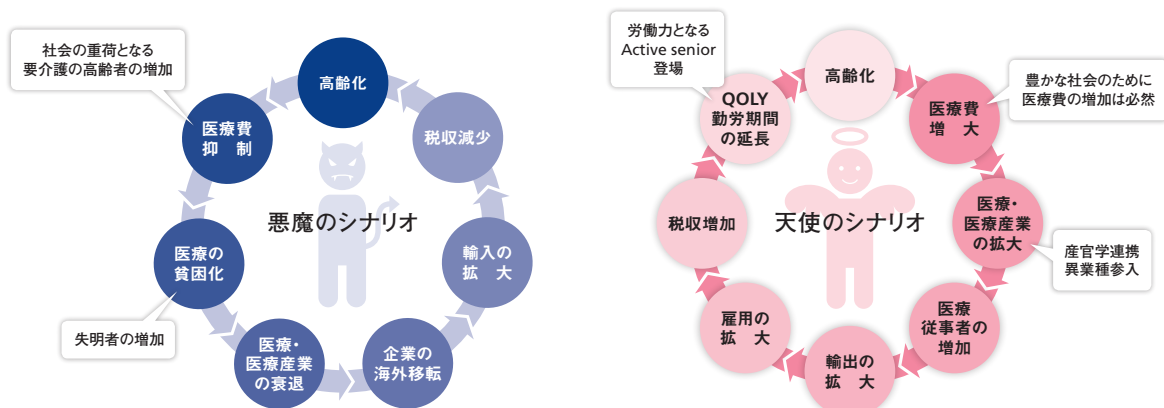 社会の重荷となる
要介護の高齢者の増加
高齢化
医療費
抑　制
医療の
貧困化
失明者の増加
医療・
医療産業
の衰退
企業の
海外移転
輸入の
拡　大
税収減少
悪魔のシナリオ
労働力となる
Active senior
登場
高齢化
豊かな社会のために
医療費の増加は必然
医療費
増　大
医療・
医療産業
の拡大
産官学連携
異業種参入
医療
従事者の
増加
輸出の
拡　大
雇用の
拡　大
税収増加
QOLY
勤労期間
の延長
天使のシナリオ